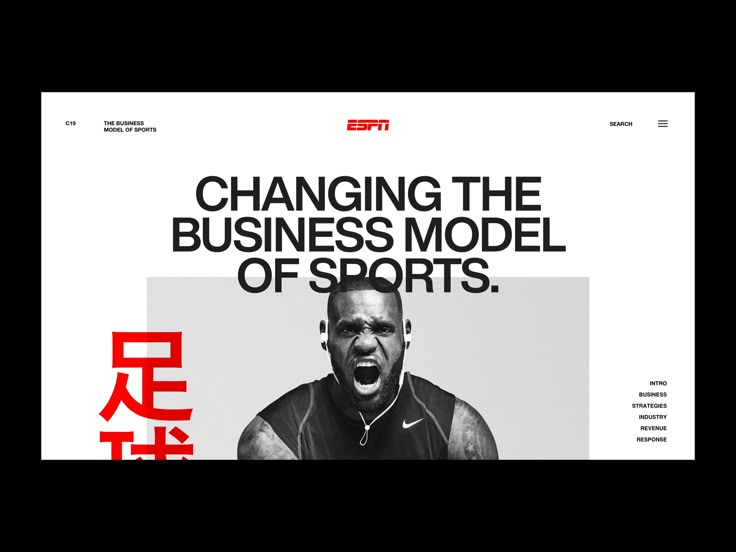 C19
THE BUSINESS
MODEL OF SPORTS
ESPN
SEARCH
CHANGING THE
BUSINESS MODEL
OF SPORTS.
足
INTRO
BUSINESS
STRATEGIES
INDUSTRY
REVENUE
RESPONSE